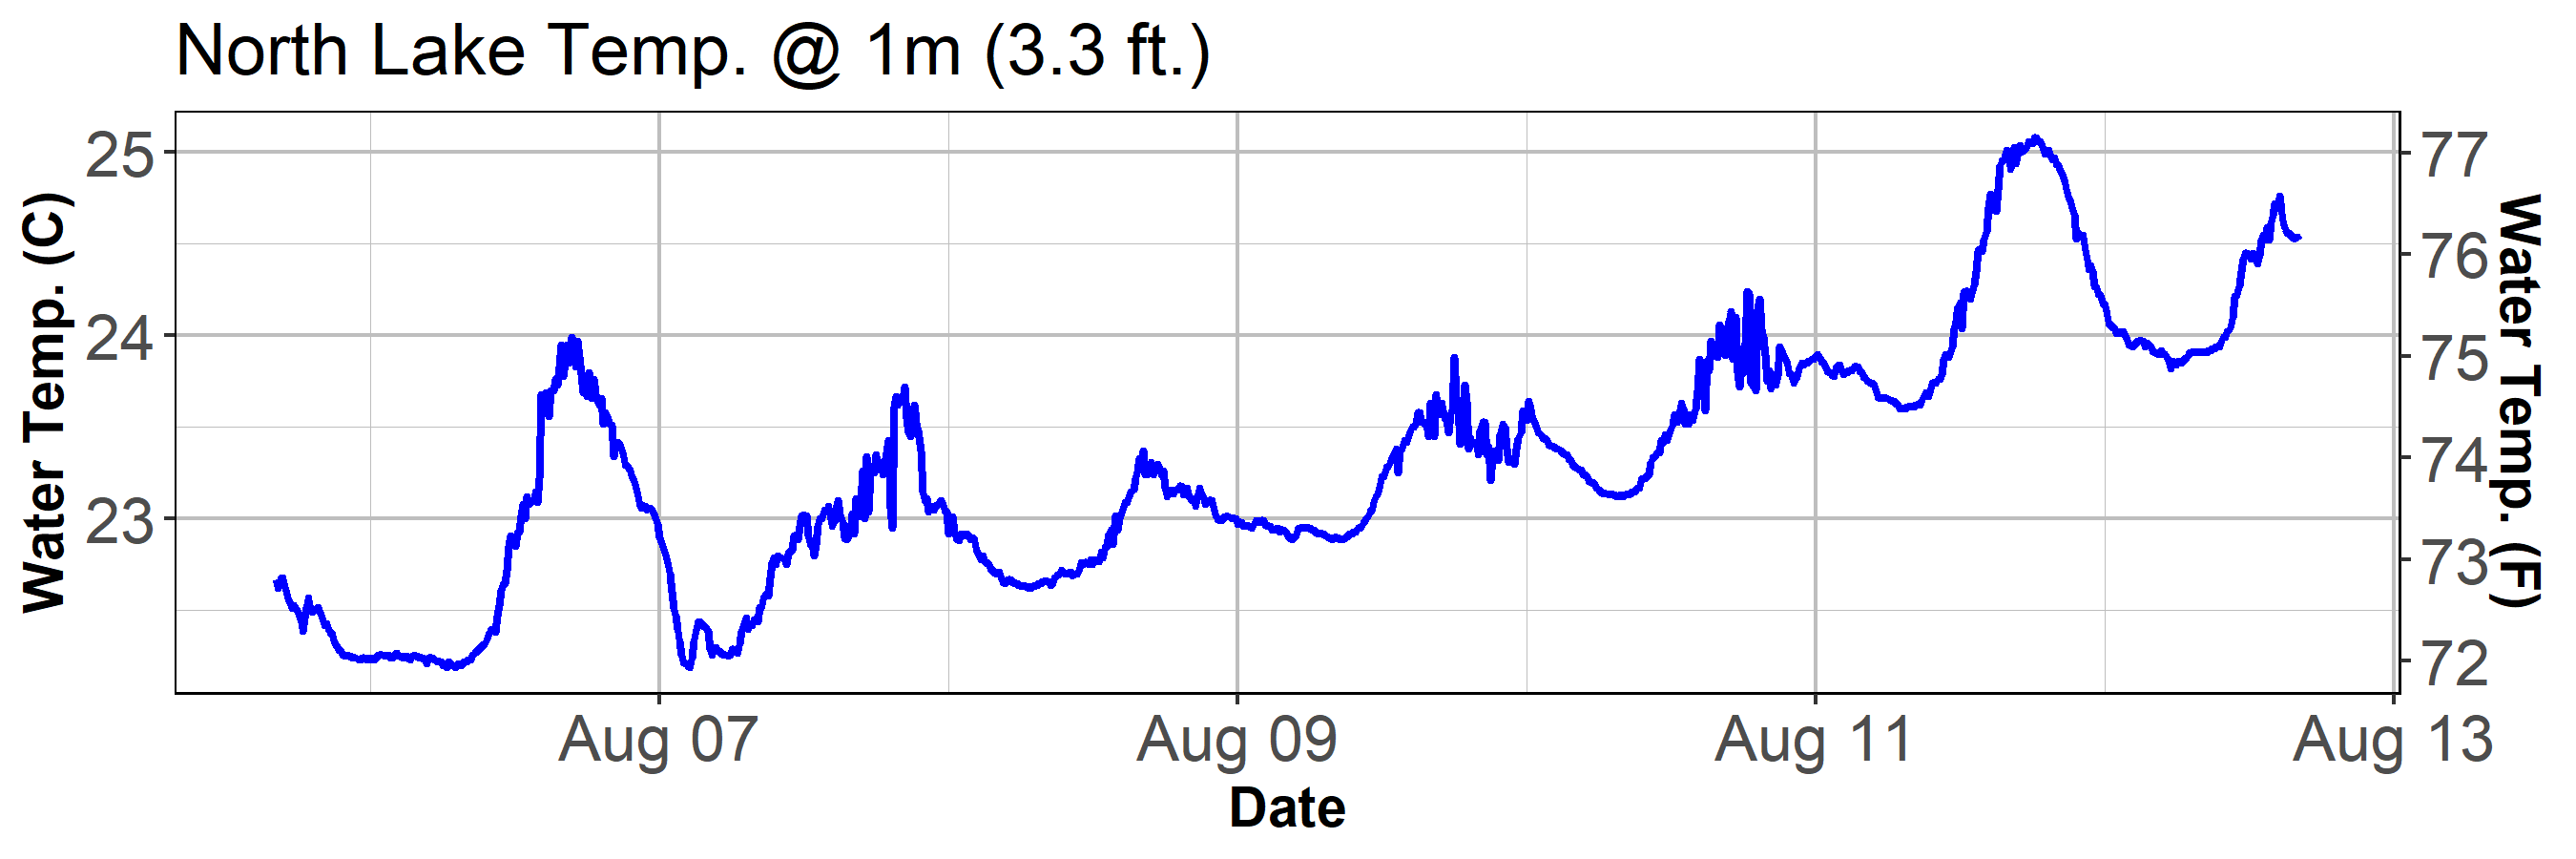 North Lake Temp. @ 1m (3.3 ft.)
Water Temp. (C)
25
24
23
77
76
75
74
73
72
Water Temp. (F)
Aug 07 Aug 09 Aug 11 Aug 13
Date